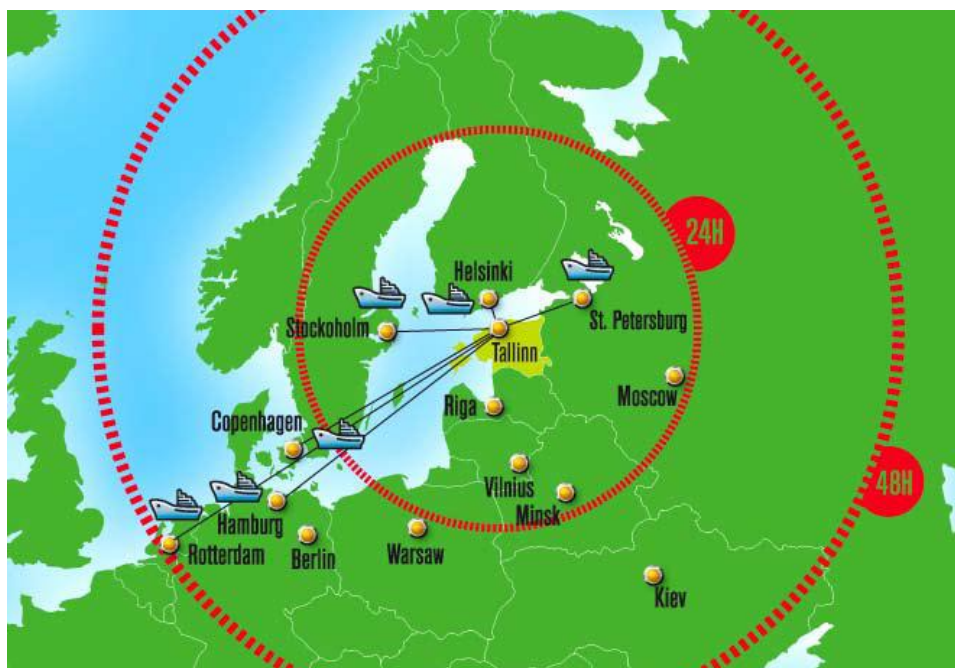 24H
Helsinki
Stockoholm
St. Petersburg
Tallinn
Moscow
Riga
Copenhagen
48H
Vilnius
Minsk
Hamburg
Rotterdam
Berlin
Warsaw
Kiev